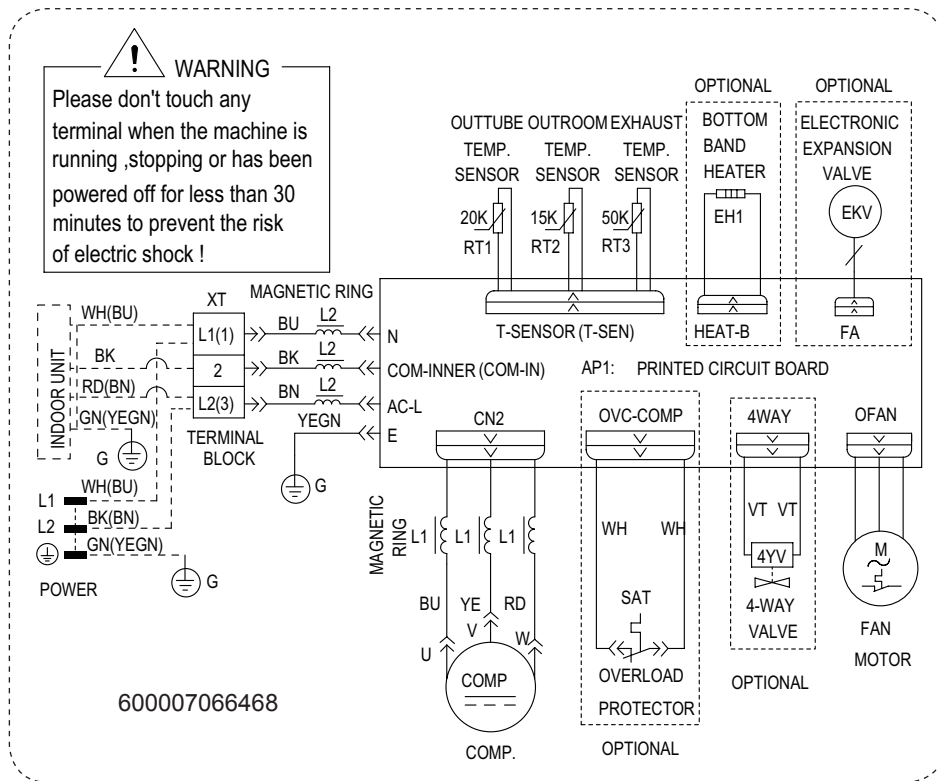 WARNING
Please don't touch any
terminal when the machine is
running ,stopping or has been
powered off for less than 30
minutes to prevent the risk
of electric shock !
OUTTUBE OUTROOM EXHAUST
TEMP. TEMP. TEMP.
SENSOR SENSOR SENSOR
20K 15K 50K
RT1 RT2 RT3
T-SENSOR (T-SEN)
OPTIONAL
BOTTOM
BAND
HEATER
EH1
HEAT-B
OPTIONAL
ELECTRONIC
EXPANSION
VALVE
EKV
FA
INDOOR UNIT
WH(BU)
BK
RD(BN)
GN(YEGN)
G
XT
L1(1)
2
L2(3)
TERMINAL
BLOCK
MAGNETIC RING
BU L2 N
BK L2 COM-INNER (COM-IN)
BN L2 AC-L
YEGN E
G
AP1: PRINTED CIRCUIT BOARD
L1 WH(BU)
L2 BK(BN)
GN(YEGN)
G
POWER
CN2
MAGNETIC
RING
L1 L1 L1
BU YE RD
U V W
COMP
COMP.
OVC-COMP
WH WH
SAT
OVERLOAD
PROTECTOR
OPTIONAL
4WAY
VT VT
4YV
4-WAY
VALVE
OPTIONAL
OFAN
M
FAN
MOTOR
600007066468